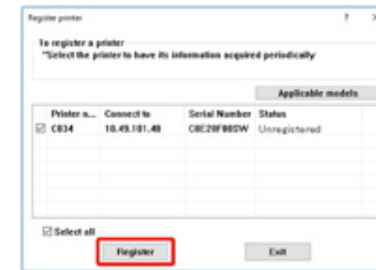 Register printer ?
To register a printer
"Select the printer to have its information acquired periodically
Applicable models
Printer n... Connect to Serial Number Status
C834 10.49.101.48 Unregistered
Select all
Register Exit